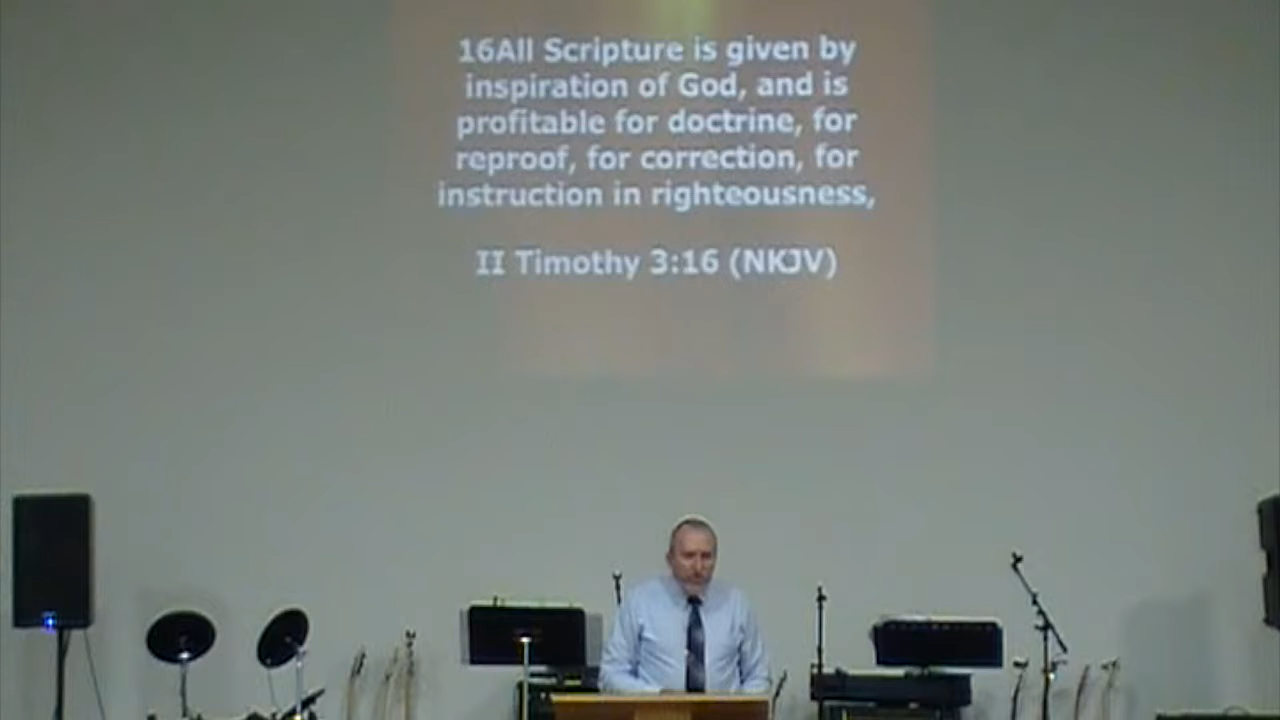 16All Scripture is given by
inspiration of God, and is
profitable for doctrine, for
reproof, for correction, for
instruction in righteousness,
II Timothy 3:16 (NKJV)